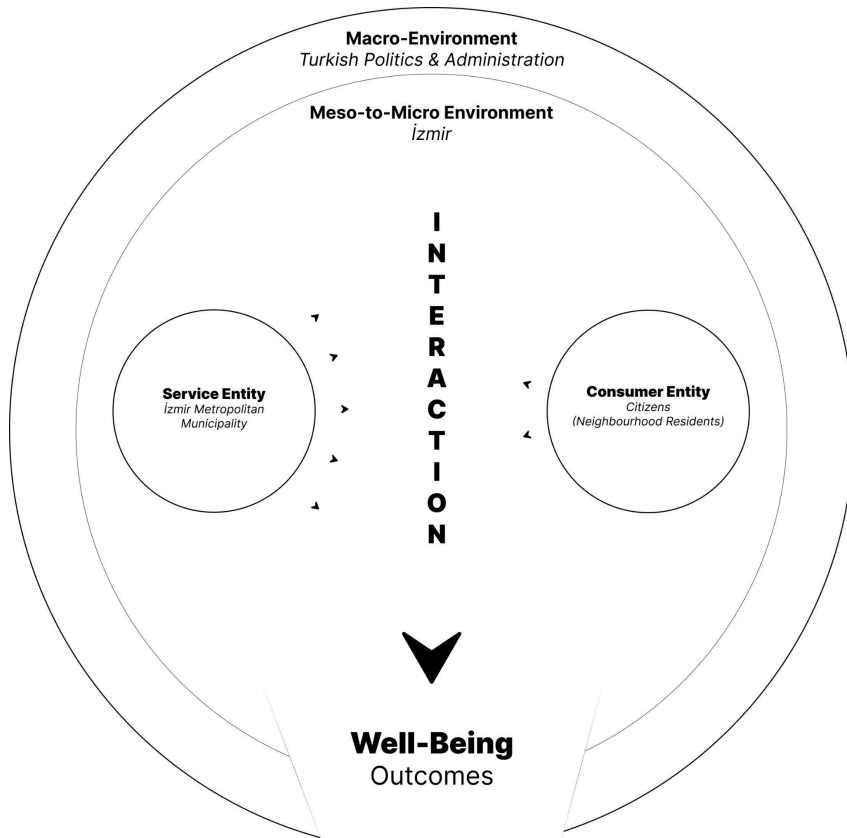 Macro-Environment
Turkish Politics & Administration
Meso-to-Micro Environment
İzmir
INTERACTION
Service Entity
İzmir Metropolitan
Municipality
Consumer Entity
Citizens
(Neighbourhood Residents)
Well-Being
Outcomes